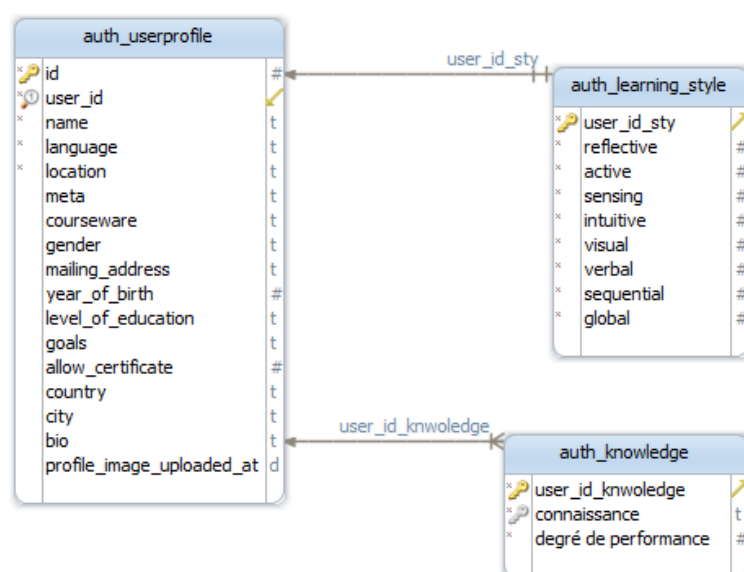 auth_userprofile
id #
user_id
name t
language t
location t
meta t
courseware t
gender t
mailing_address t
year_of_birth #
level_of_education t
goals t
allow_certificate #
country t
city t
bio t
profile_image_uploaded_at d
user_id_sty
auth_learning_style
user_id_sty
reflective #
active #
sensing #
intuitive #
visual #
verbal #
sequential #
global #
user_id_knwoledge
auth_knowledge
user_id_knwoledge
connaissance t
degré de performance #